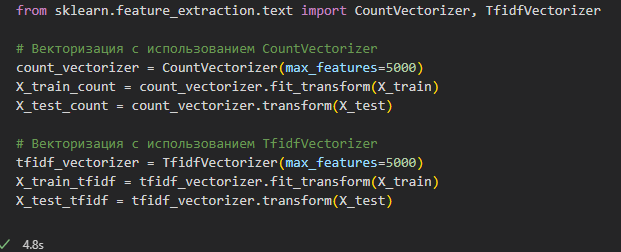 from sklearn.feature_extraction.text import CountVectorizer, TfidfVectorizer
# Векторизация с использованием CountVectorizer
count_vectorizer = CountVectorizer(max_features=5000)
X_train_count = count_vectorizer.fit_transform(X_train)
X_test_count = count_vectorizer.transform(X_test)
# Векторизация с использованием TfidfVectorizer
tfidf_vectorizer = TfidfVectorizer(max_features=5000)
X_train_tfidf = tfidf_vectorizer.fit_transform(X_train)
X_test_tfidf = tfidf_vectorizer.transform(X_test)
4.8s